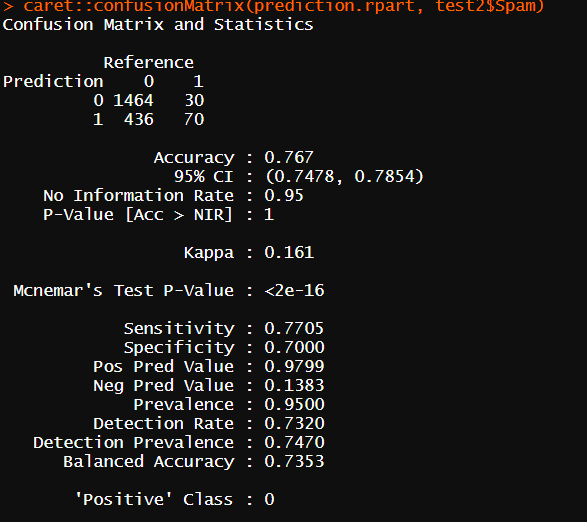 > caret::confusionMatrix(prediction.rpart, test2$Spam)
Confusion Matrix and Statistics
Reference
Prediction 0 1
0 1464 30
1 436 70
Accuracy : 0.767
95% CI : (0.7478, 0.7854)
No Information Rate : 0.95
P-Value [Acc > NIR] : 1
Kappa : 0.161
Mcnemar's Test P-Value : <2e-16
Sensitivity : 0.7705
Specificity : 0.7000
Pos Pred Value : 0.9799
Neg Pred Value : 0.1383
Prevalence : 0.9500
Detection Rate : 0.7320
Detection Prevalence : 0.7470
Balanced Accuracy : 0.7353
'Positive' Class : 0